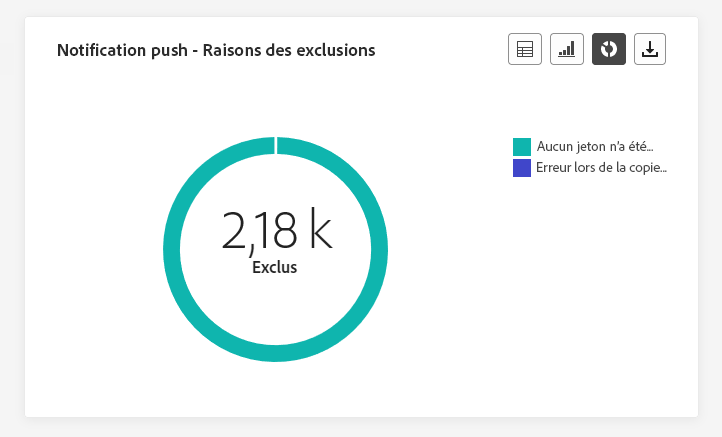 Notification push - Raisons des exclusions
Aucun jeton n'a été...
Erreur lors de la copie...
2,18 k
Exclus